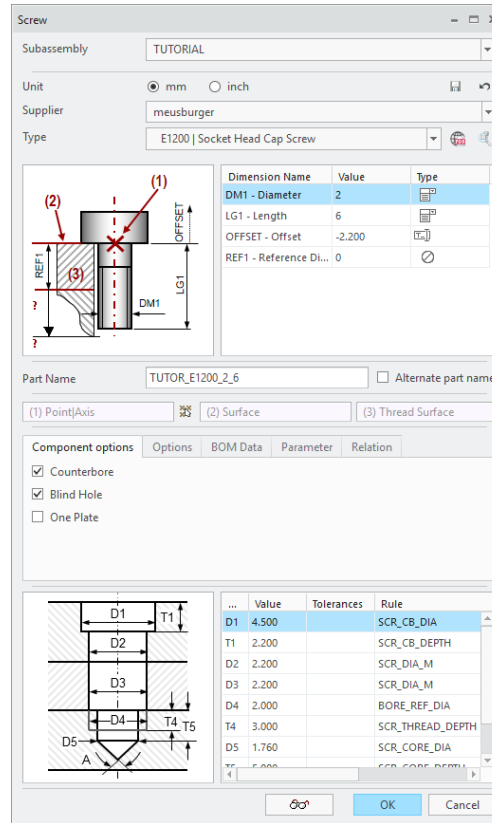 Screw
Subassembly TUTORIAL
Unit mm inch
Supplier meusburger
Type E1200 | Socket Head Cap Screw
(1)
(2)
(3)
REF1
?
?
OFFSET
LG1
DM1
Dimension Name Value Type
DM1 - Diameter 2
LG1 - Length 6
OFFSET - Offset -2.200
REF1 - Reference Di... 0
Part Name TUTOR_E1200_2_6 Alternate part name
(1) Point|Axis (2) Surface (3) Thread Surface
Component options Options BOM Data Parameter Relation
Counterbore
Blind Hole
One Plate
D1 T1
D2
D3
D4 T4 T5
D5
A
... Value Tolerances Rule
D1 4.500 SCR_CB_DIA
T1 2.200 SCR_CB_DEPTH
D2 2.200 SCR_DIA_M
D3 2.200 SCR_DIA_M
D4 2.000 BORE_REF_DIA
T4 3.000 SCR_THREAD_DEPTH
D5 1.760 SCR_CORE_DIA
T5 5.000 SCR_CORE_DEPTH
OK Cancel